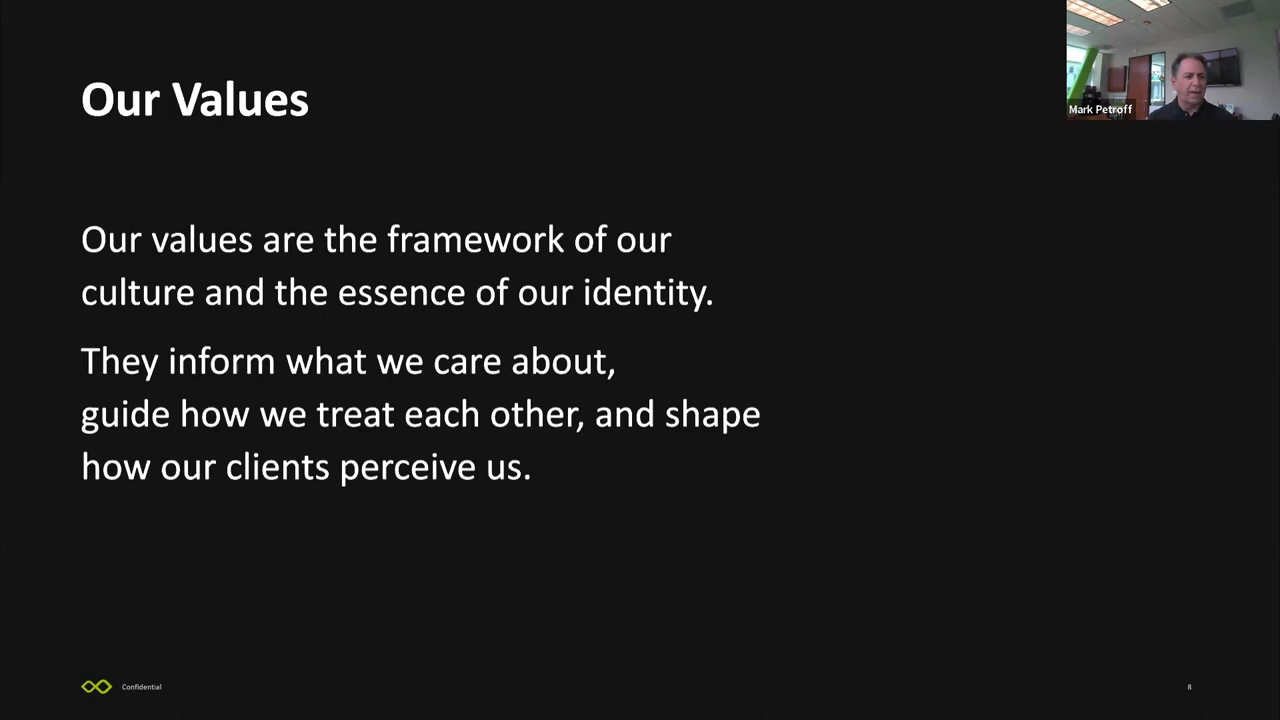 Our Values
Mark Petroff
Our values are the framework of our
culture and the essence of our identity.
They inform what we care about,
guide how we treat each other, and shape
how our clients perceive us.
Confidential
8